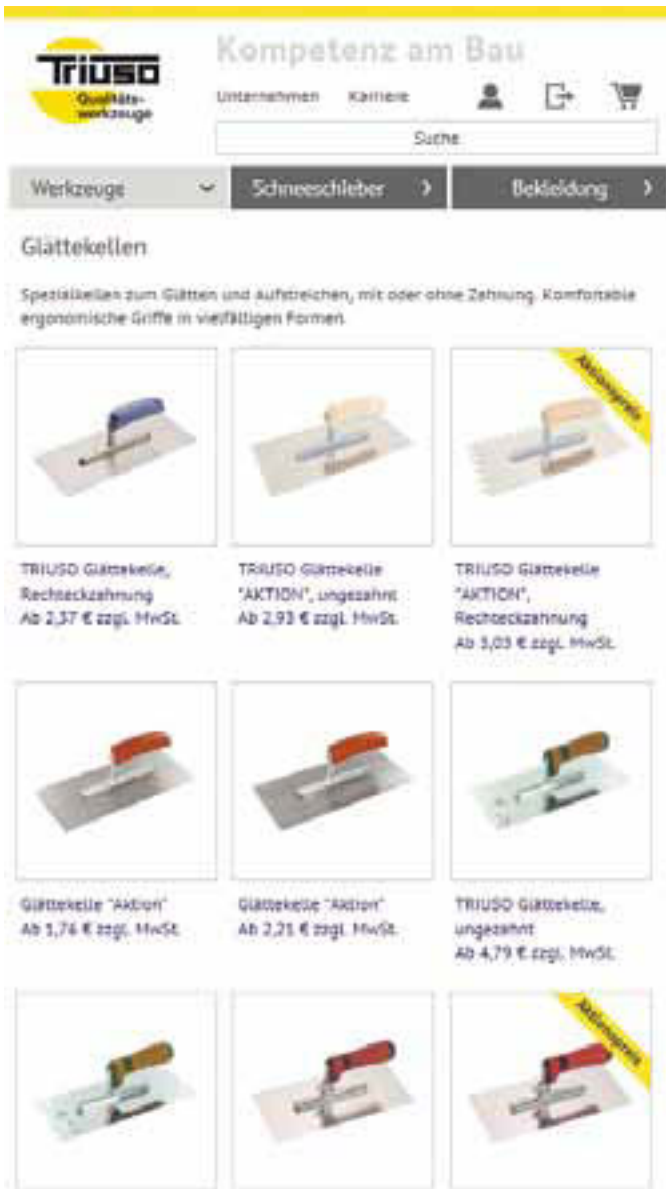 Triuso
Qualitäts-
werkzeuge
Kompetenz am Bau
Unternehmen Karriere
Suche
Werkzeuge Schneeschieber Bekleidung
Glättekellen
Spezialkellen zum Glätten und Aufstreichen, mit oder ohne Zahnung. Komfortable
ergonomische Griffe in vielfältigen Formen
Aktionspreis
TRIUSO Glättekelle,
Rechteckzahnung
Ab 2,37 € zzgl. MwSt.
TRIUSO Glättekelle
"AKTION", ungezahnt
Ab 2,93 € zzgl. MwSt.
TRIUSO Glättekelle
"AKTION",
Rechteckzahnung
Ab 3,03 € zzgl. MwSt.
Glättekelle "Aktion"
Ab 1,76 € zzgl. MwSt.
Glättekelle "Aktion"
Ab 2,21 € zzgl. MwSt.
TRIUSO Glättekelle,
ungezahnt
Ab 4,79 € zzgl. MwSt.
Aktionspreis